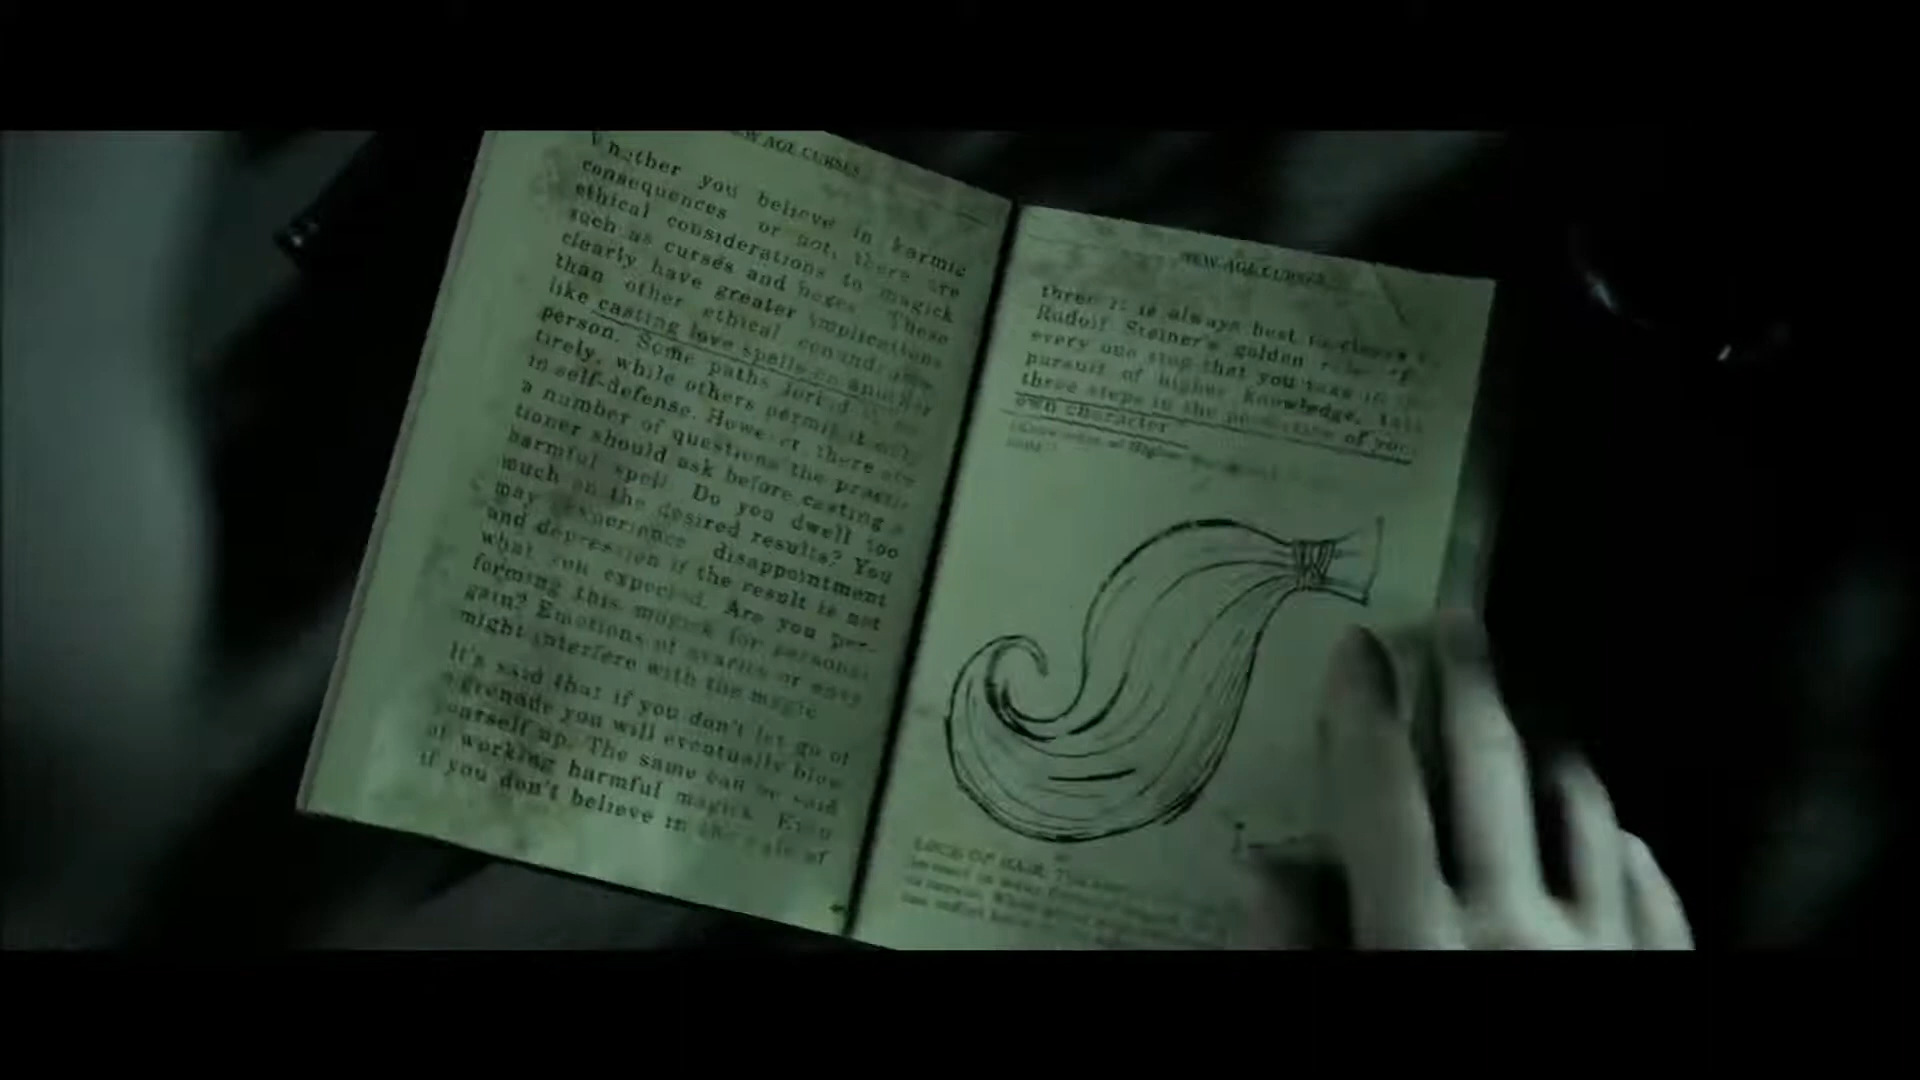 NEW AGE CURSES
Whether you believe in karmic
consequences or not, there are
ethical considerations to magick
such as curses and hexes. These
clearly have greater implications
than other ethical
like casting love spells on another
person. Some paths
tirely, while others permit it only
in self-defense. However, there are
a number of questions the practi-
tioner should ask before casting a
harmful spell. Do you dwell too
much on the desired results? You
may experience disappointment
and depression if the result is not
what you expected. Are you per-
forming this magick for personal
gain? Emotions of avarice or envy
might interfere with the magic
It's said that if you don't let go of
a grenade you will eventually blow
yourself up. The same can be said
of working harmful magick. Even
if you don't believe in the rule of
NEW AGE CURSES
three it is always best to
Rudolf Steiner's golden
every one step that you take in
pursuit of higher knowledge,
three steps in the of your
own character
of Higher
LOCK OF HAIR